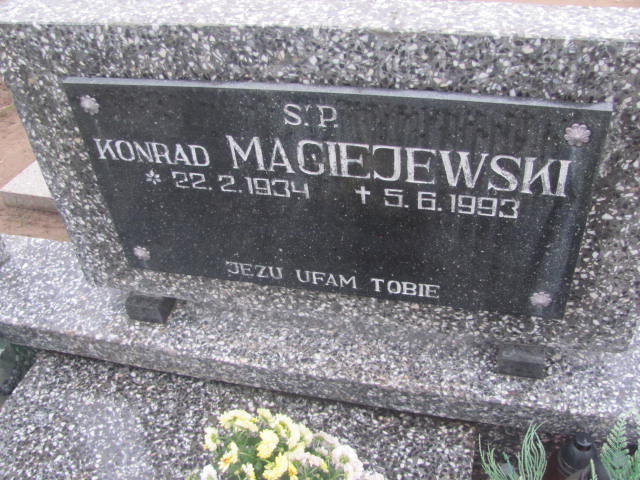 Ś.P.
KONRAD MACIEJEWSKI
* 22.2.1934 + 5.6.1993
JEZU UFAM TOBIE